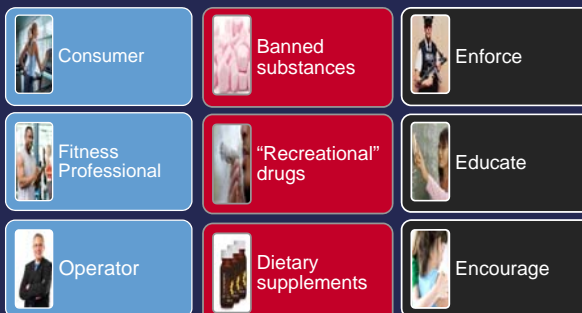 Consumer
Banned
substances
Enforce
Fitness
Professional
“Recreational”
drugs
Educate
Operator
Dietary
supplements
Encourage